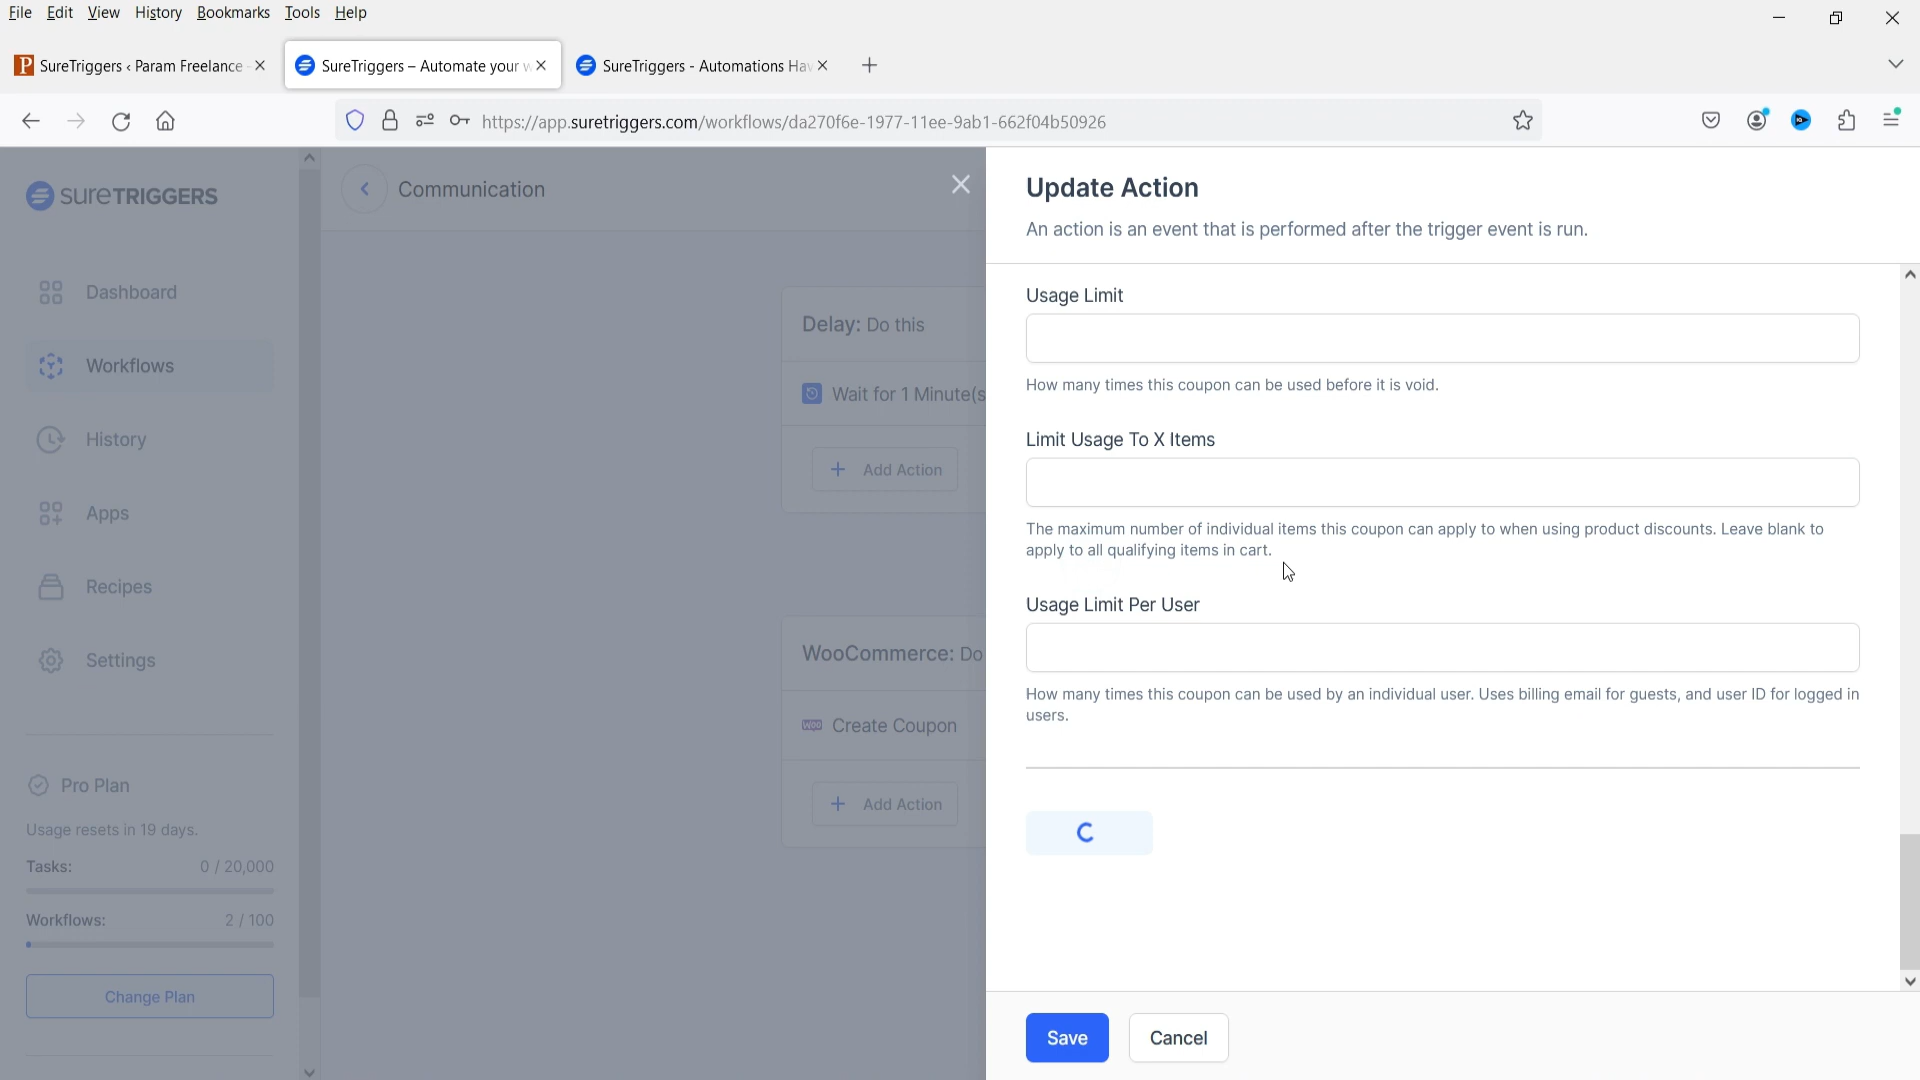 File Edit View History Bookmarks Tools Help
SureTriggers ‹ Param Freelance
SureTriggers – Automate your w
SureTriggers - Automations Hav
https://app.suretriggers.com/workflows/da270f6e-1977-11ee-9ab1-662f04b50926
SureTRIGGERS
Dashboard
Workflows
History
Apps
Recipes
Settings
Pro Plan
Usage resets in 19 days.
Tasks: 0 / 20,000
Workflows: 2 / 100
Change Plan
Communication
Delay: Do this
Wait for 1 Minute(s
Add Action
WooCommerce: Do
Woo Create Coupon
Add Action
Update Action
An action is an event that is performed after the trigger event is run.
Usage Limit
How many times this coupon can be used before it is void.
Limit Usage To X Items
The maximum number of individual items this coupon can apply to when using product discounts. Leave blank to
apply to all qualifying items in cart.
Usage Limit Per User
How many times this coupon can be used by an individual user. Uses billing email for guests, and user ID for logged in
users.
Save
Cancel